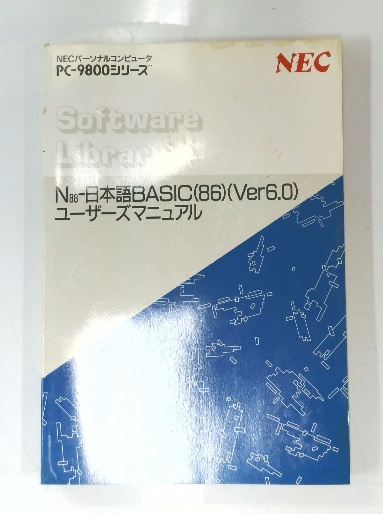 NECパーソナルコンピュータ
PC-9800シリーズ
NEC
Software
Library
N88-日本語BASIC(86)(Ver6.0)
ユーザーズマニュアル